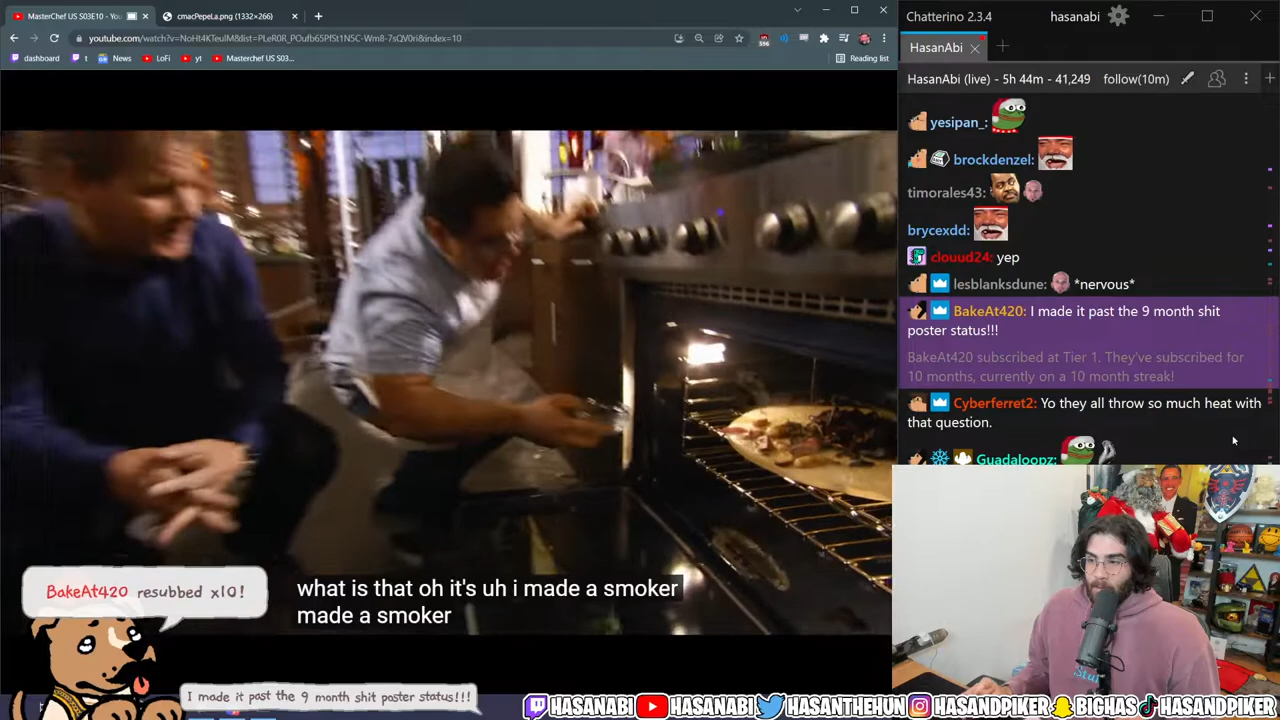 MasterChef US S03E10 - Yo
cmacPepeLa.png (1332×266)
youtube.com/watch?v=NoHt4KTeuIM&list=PLeR0R_POufb65PfSt1N5C-Wm8-7sQV0ri&index=10
596
dashboard
t
News
LoFi
yt
Masterchef US S03...
Reading list
Chatterino 2.3.4
hasanabi
HasanAbi
HasanAbi (live) - 5h 44m - 41,249
follow(10m)
yesipan_:
brockdenzel:
timorales43:
brycexdd:
clouud24: yep
lesblanksdune: *nervous*
BakeAt420: I made it past the 9 month shit
poster status!!!
BakeAt420 subscribed at Tier 1. They've subscribed for
10 months, currently on a 10 month streak!
Cyberferret2: Yo they all throw so much heat with
that question.
Guadaloopz:
what is that oh it's uh i made a smoker
made a smoker
BakeAt420 resubbed x10!
I made it past the 9 month shit poster status!!!
HASANABI
HASANABI
HASANTHEHUN
HASANDPIKER
BIGHAS
HASANDPIKER